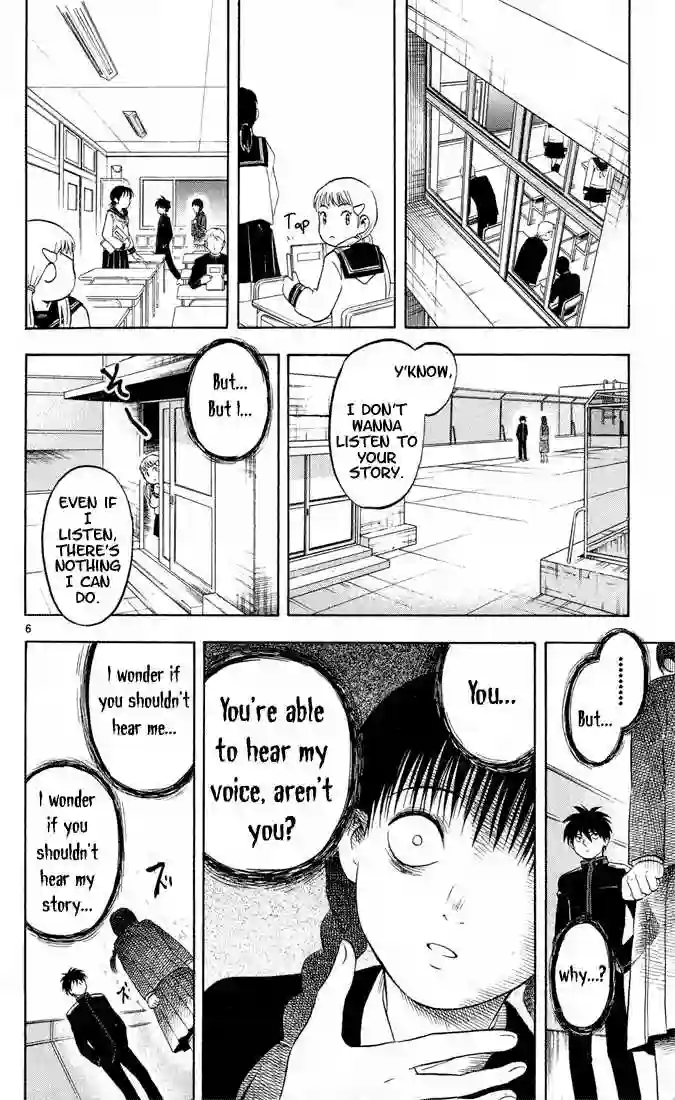 Tap
Y'KNOW,
I DON'T
WANNA
LISTEN TO
YOUR
STORY.
But...
But I...
そ
EVEN IF
I
LISTEN,
THERE'S
NOTHING
I CAN
DO.
6
.........
But...
why...?
You...
You're able
to hear my
voice, aren't
you?
I wonder if
you shouldn't
hear me...
I wonder
if you
shouldn't
hear my
story...
ズ